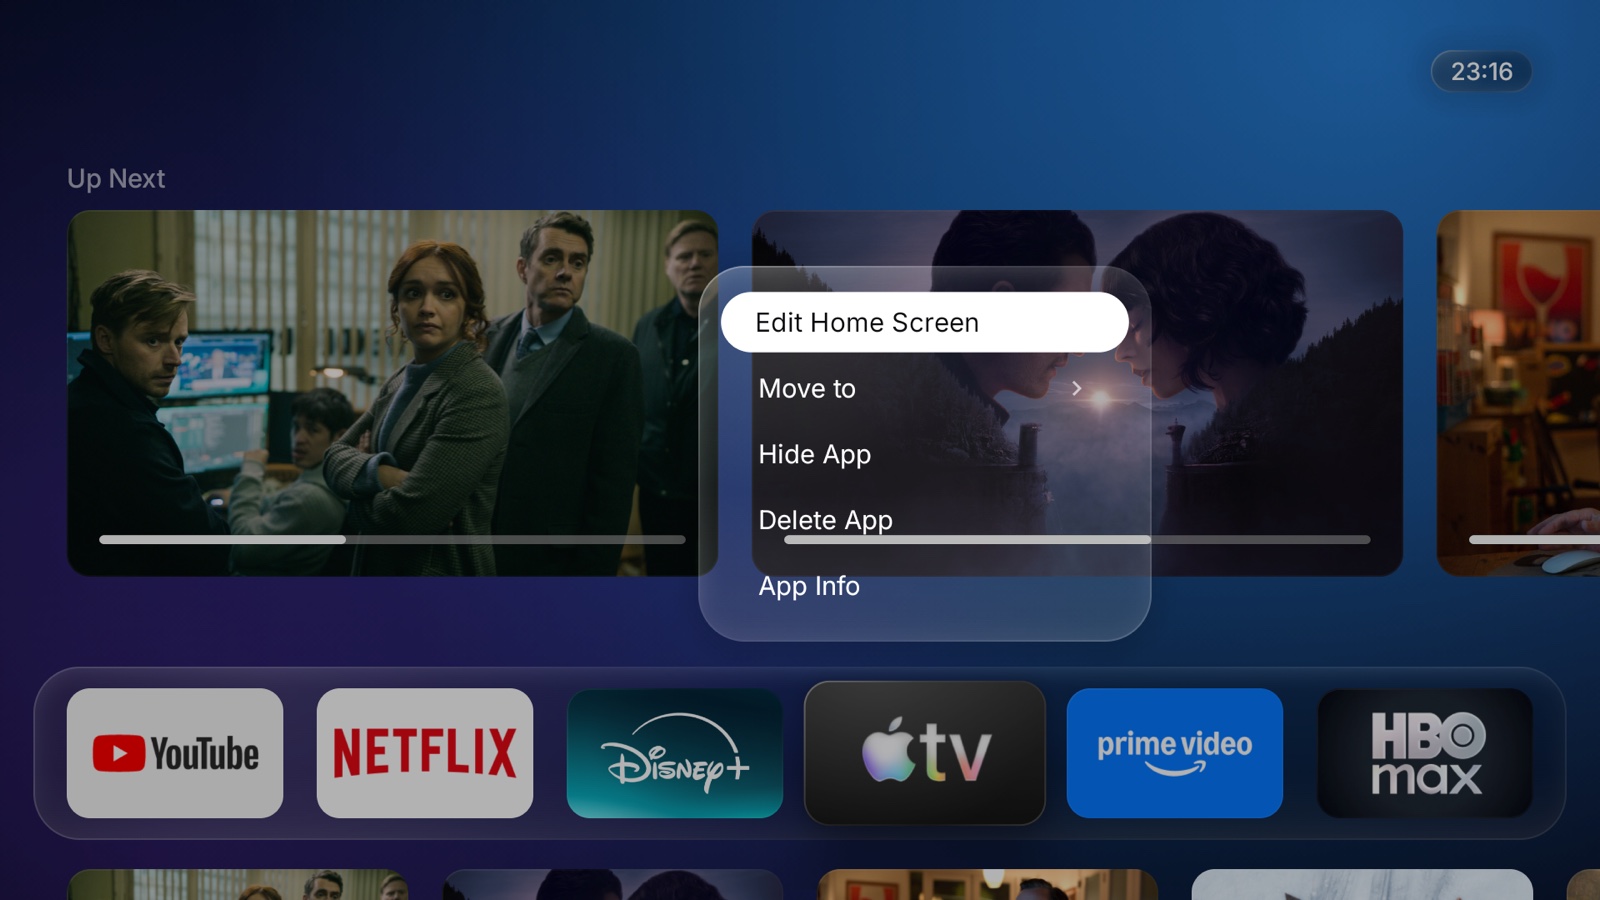 23:16
Up Next
Edit Home Screen
Move to
Hide App
Delete App
App Info
YouTube
NETFLIX
Disney+
tv
prime video
HBO
max